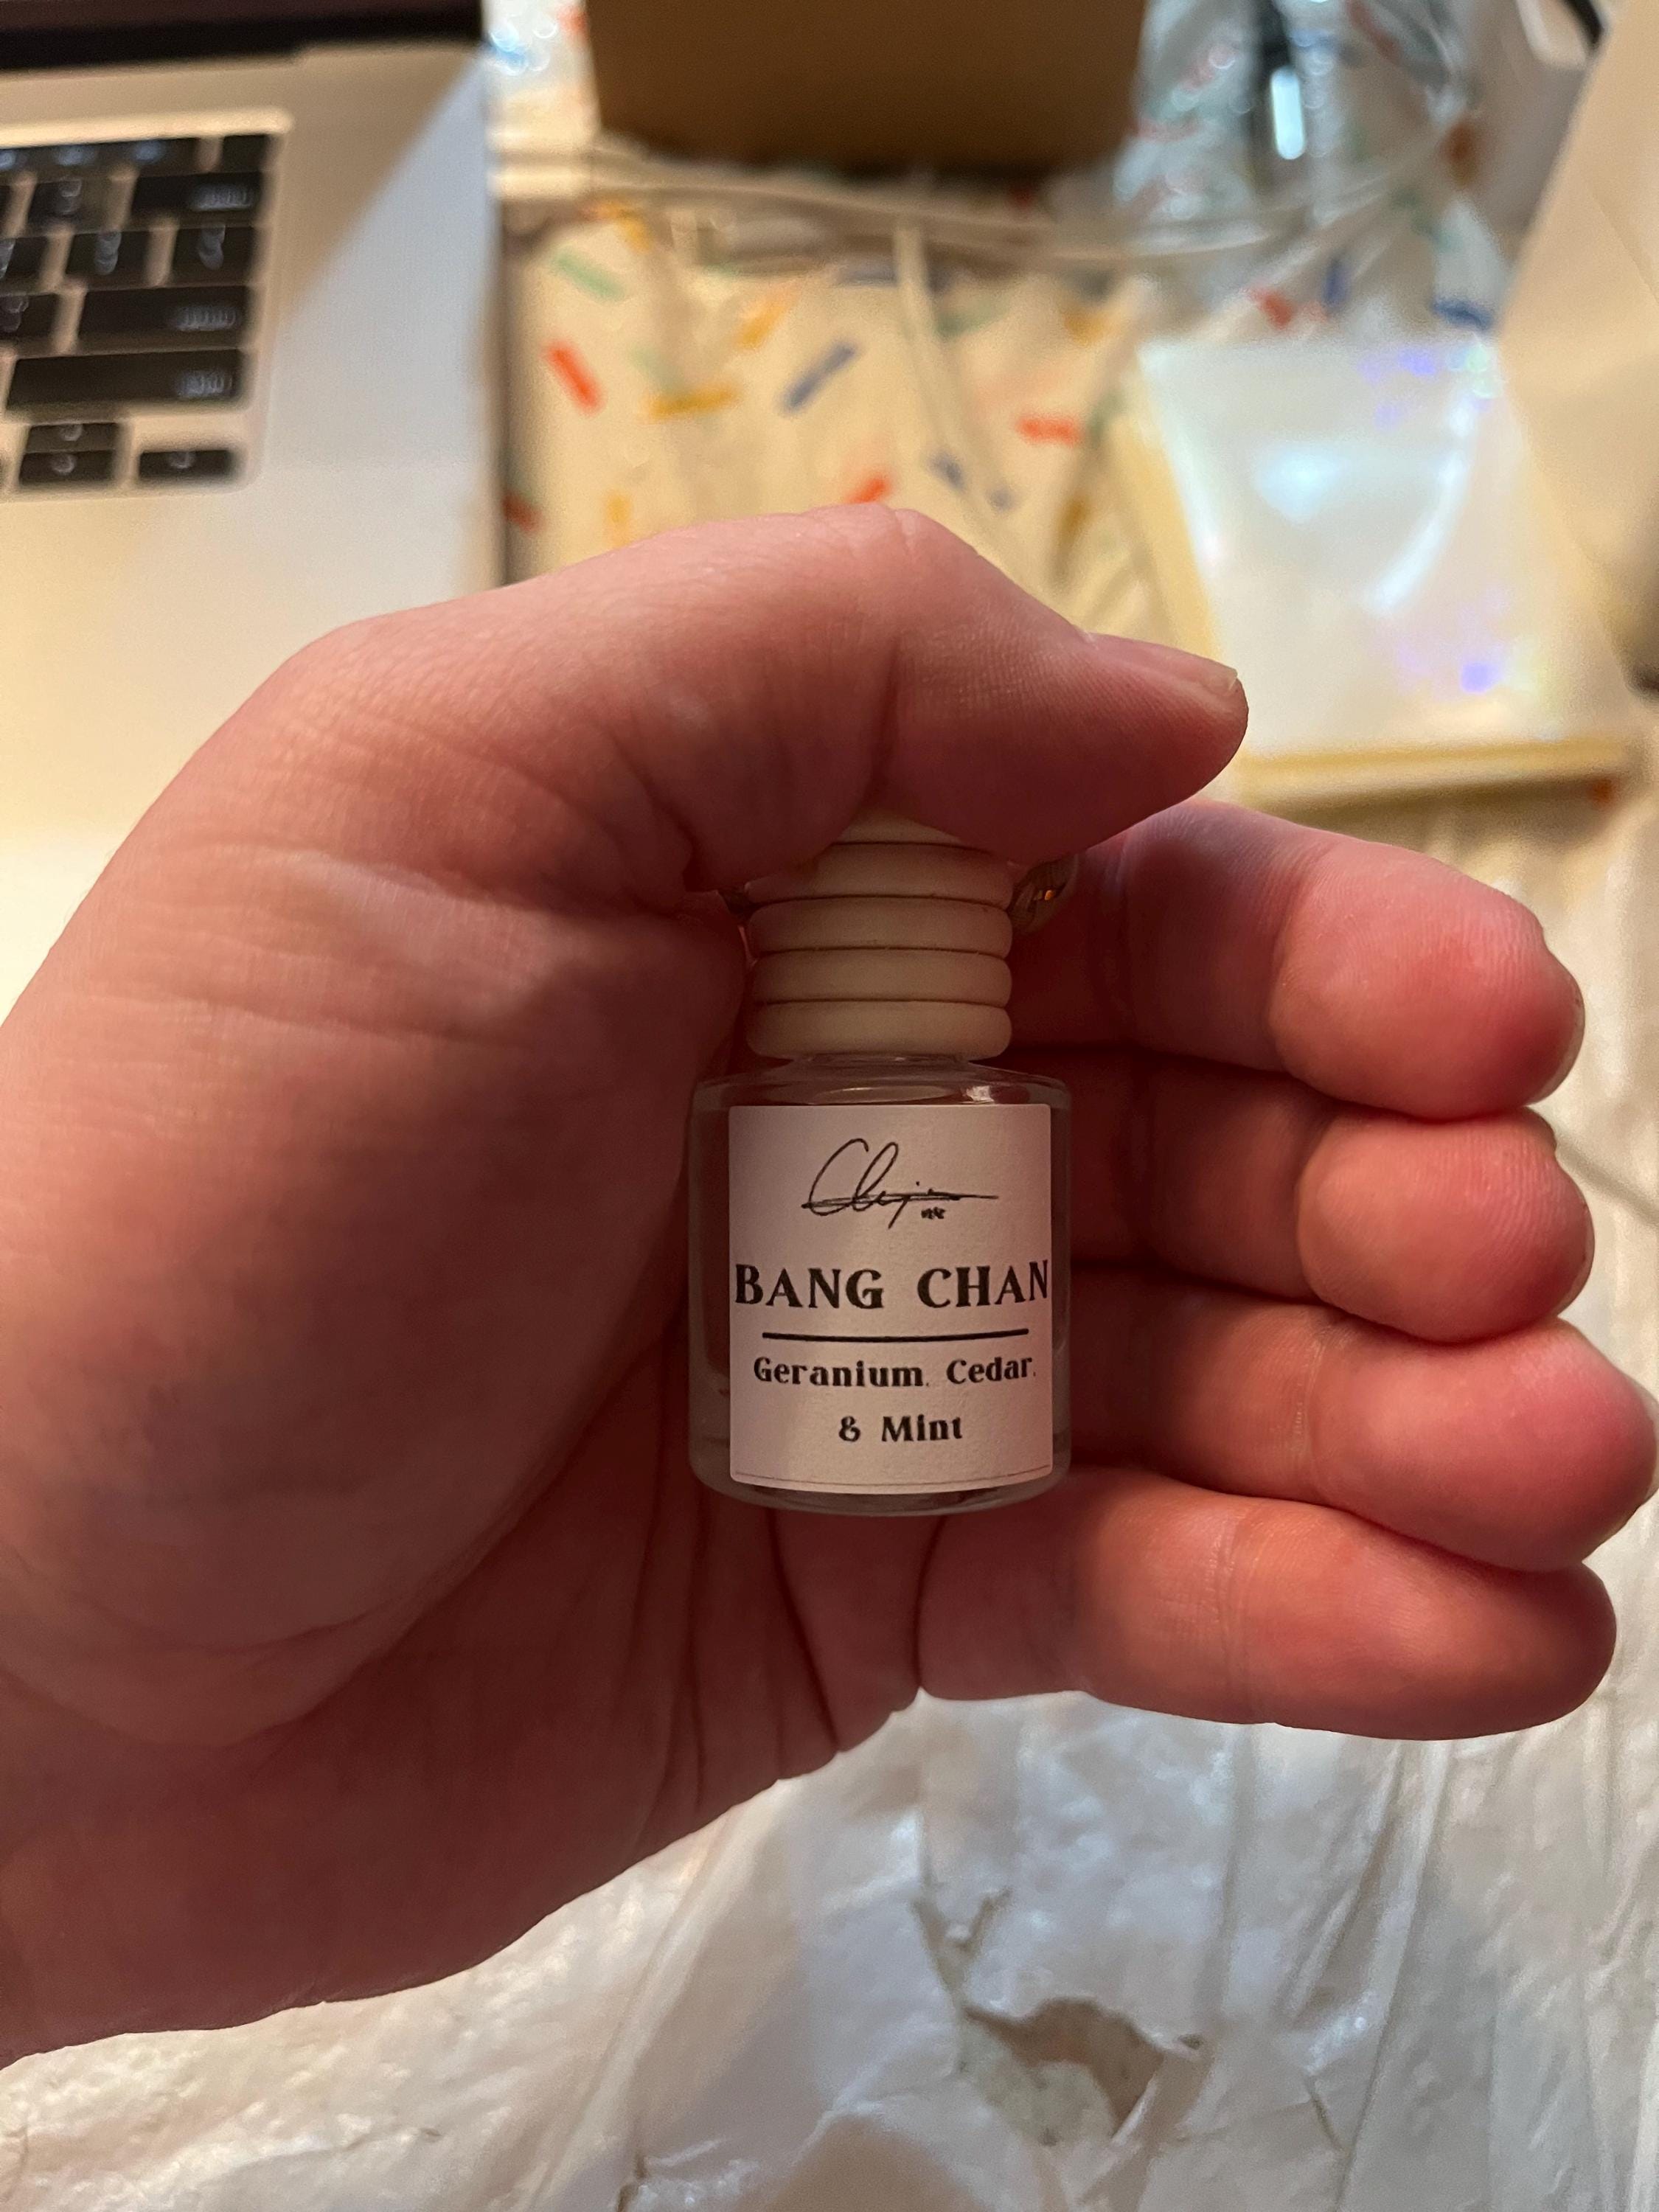 BANG CHAN
Geranium. Cedar.
& Mint